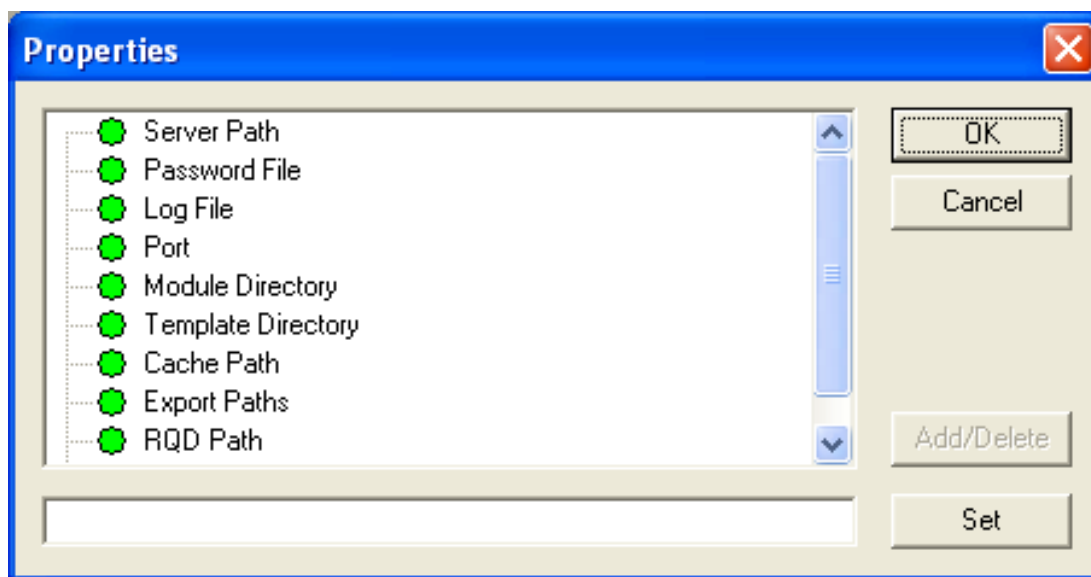 Properties
Server Path
Password File
Log File
Port
Module Directory
Template Directory
Cache Path
Export Paths
RQD Path
OK
Cancel
Add/Delete
Set